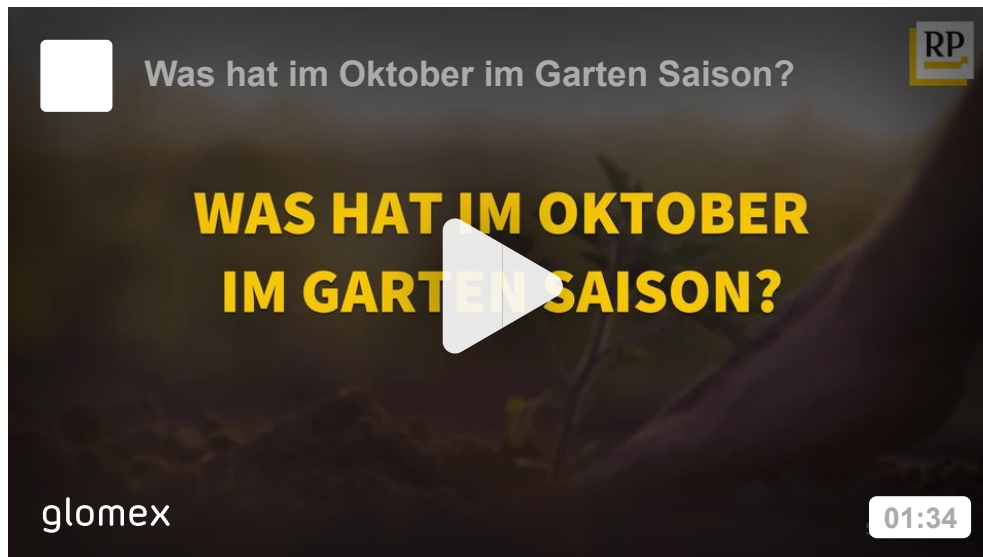 Was hat im Oktober im Garten Saison?
RP
WAS HAT IM OKTOBER
IM GARTEN SAISON?
glomex
01:34